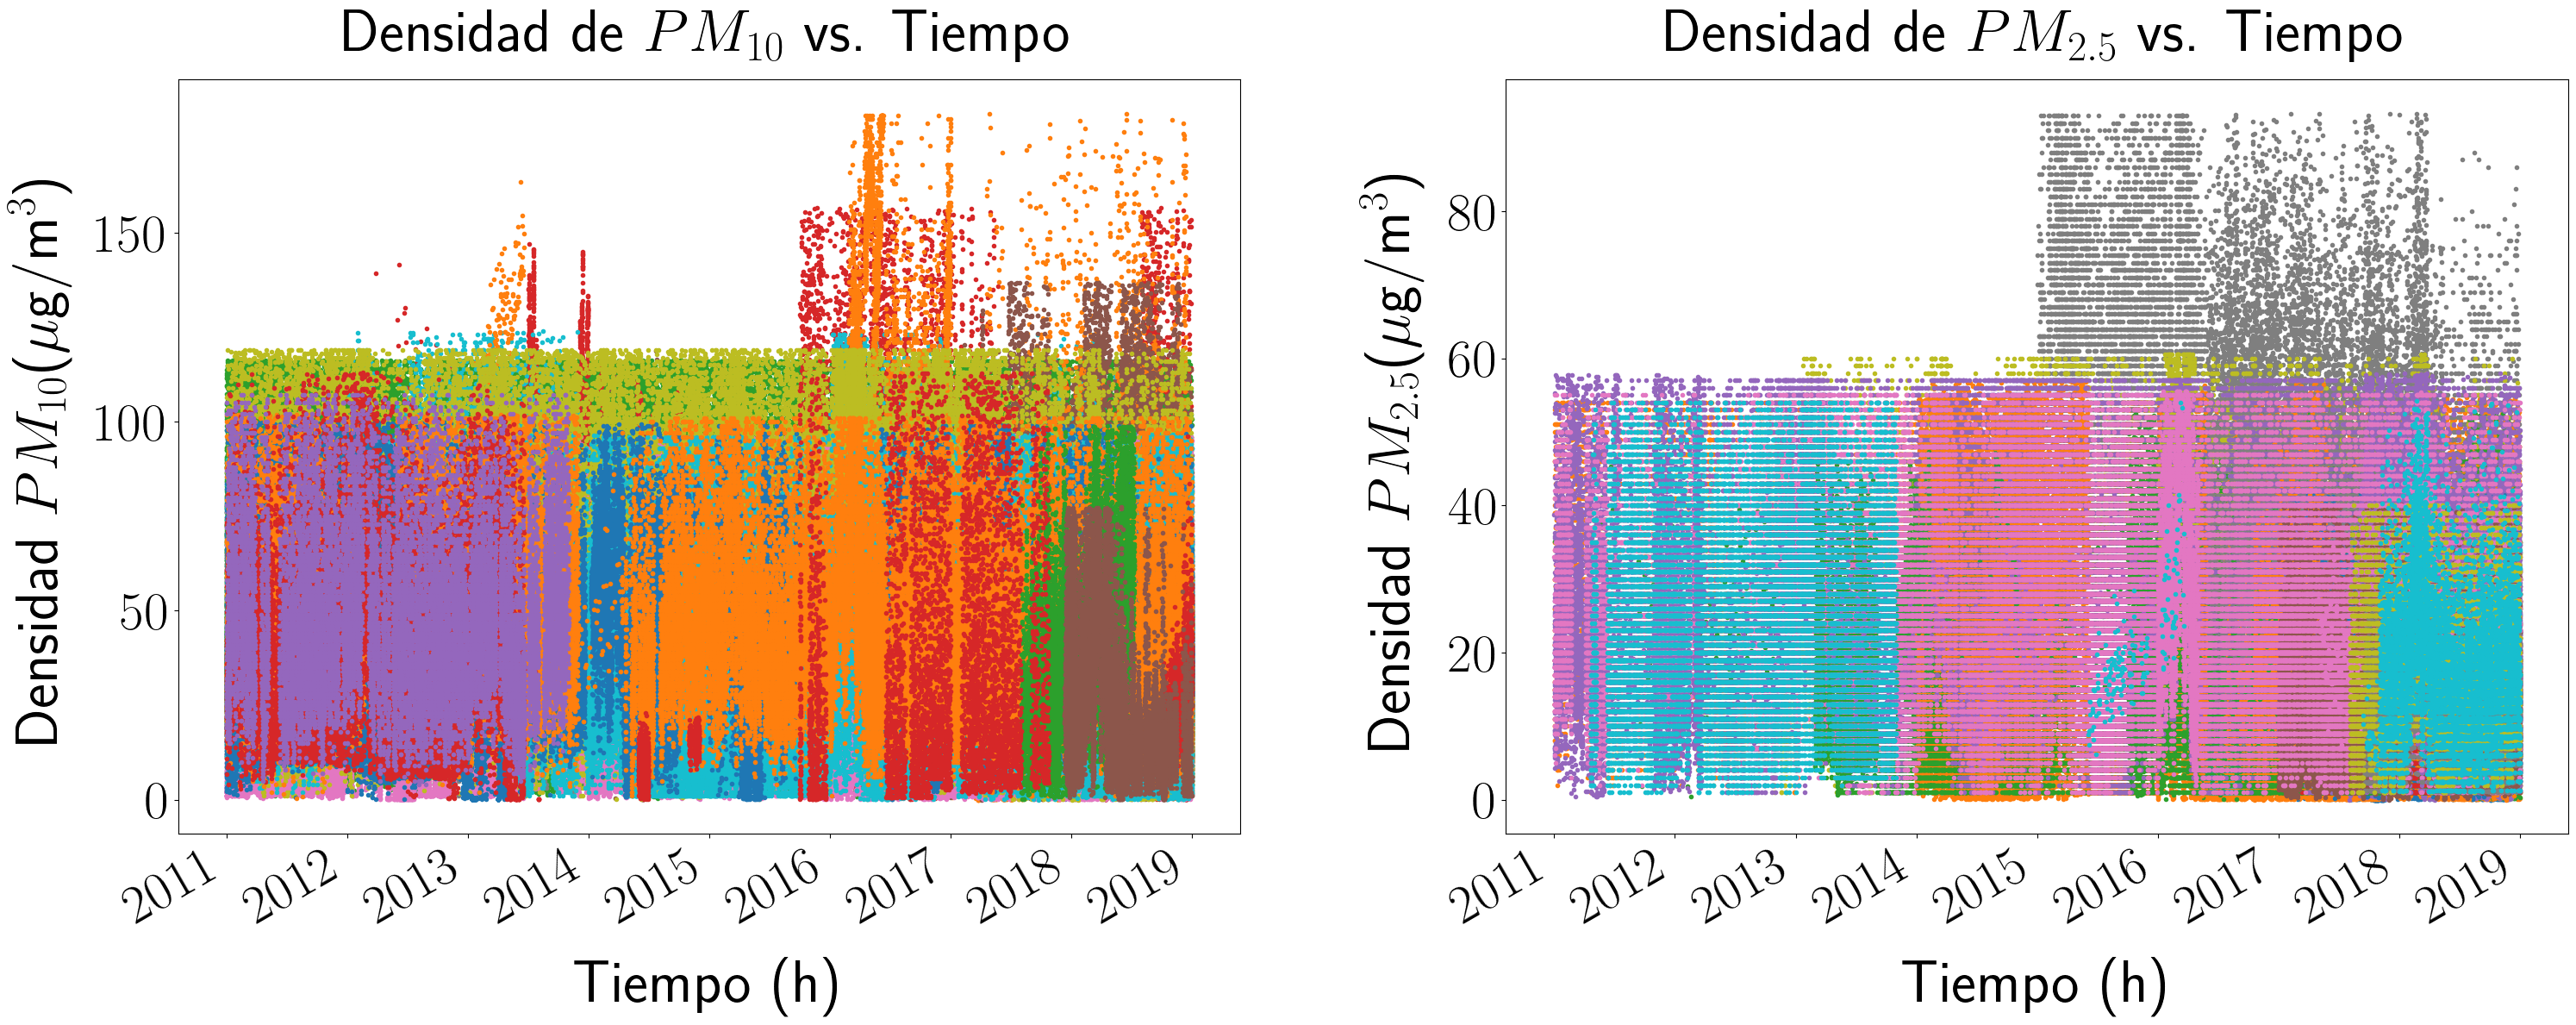 Densidad de PM₁₀ vs. Tiempo
Densidad PM₁₀(μg/m³)
150
100
50
0
2011 2012 2013 2014 2015 2016 2017 2018 2019
Tiempo (h)
Densidad de PM₂.₅ vs. Tiempo
Densidad PM₂.₅(μg/m³)
80
60
40
20
0
2011 2012 2013 2014 2015 2016 2017 2018 2019
Tiempo (h)